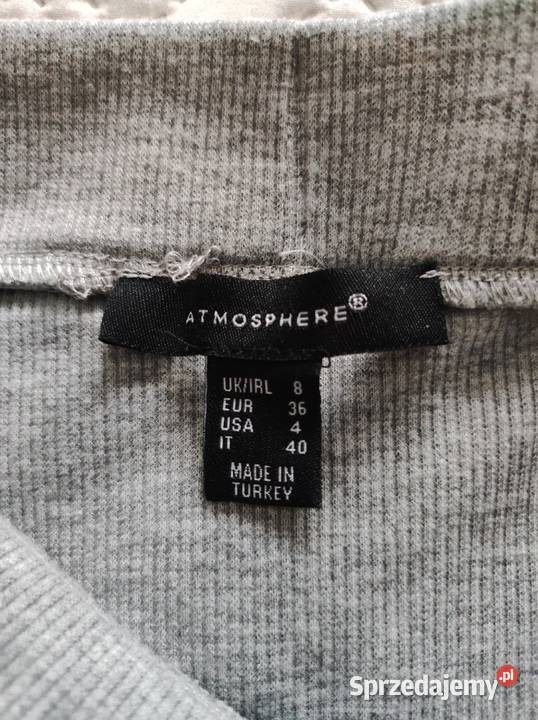 ATMOSPHERE®
UK/IRL 8
EUR 36
USA 4
IT 40
MADE IN
TURKEY
Sprzedajemy.pl